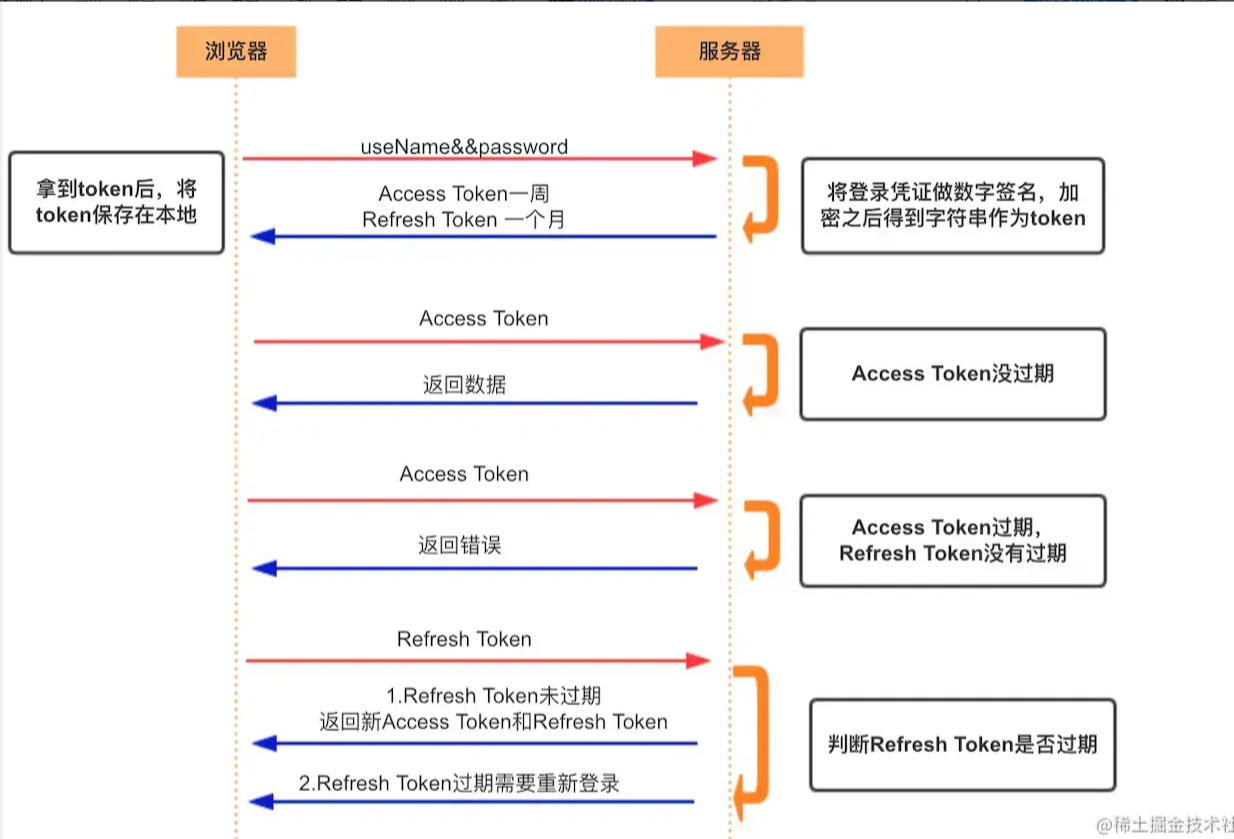 浏览器
服务器
useName&&password
拿到token后，将
token保存在本地
Access Token一周
Refresh Token 一个月
将登录凭证做数字签名，加
密之后得到字符串作为token
Access Token
返回数据
Access Token没过期
Access Token
返回错误
Access Token过期，
Refresh Token没有过期
Refresh Token
1.Refresh Token未过期
返回新Access Token和Refresh Token
判断Refresh Token是否过期
2.Refresh Token过期需要重新登录
@稀土掘金技术社